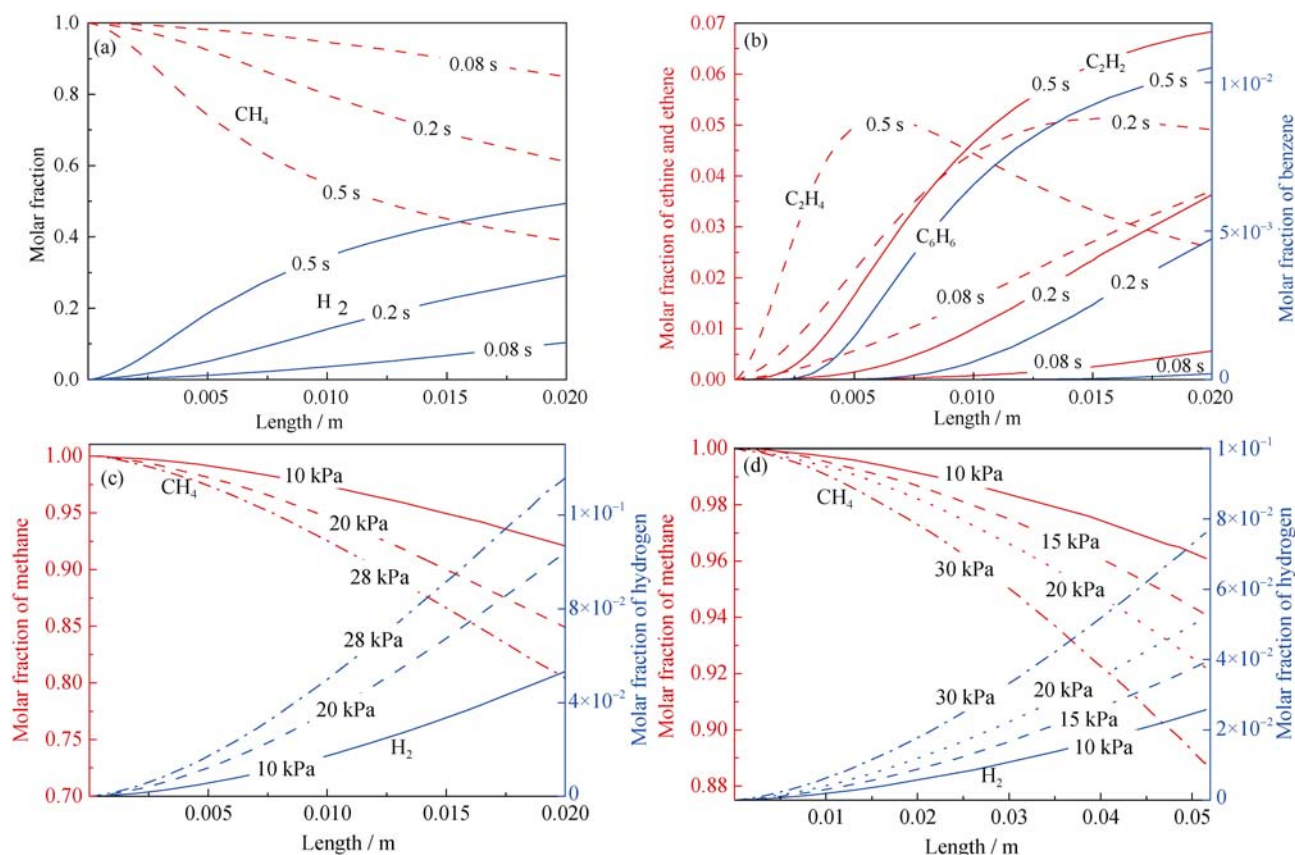 (a)
1.0
0.8
0.6
0.4
0.2
0.0
Molar fraction
0.08 s
CH4
0.2 s
0.5 s
0.5 s
H 2
0.2 s
0.08 s
0.005
0.010
0.015
0.020
Length / m
(b)
0.07
0.06
0.05
0.04
0.03
0.02
0.01
0.00
Molar fraction of ethine and ethene
C2H2
0.5 s
0.5 s
0.5 s
0.2 s
C2H4
C6H6
0.08 s
0.2 s
0.2 s
0.08 s
0.08 s
1×10⁻²
5×10⁻³
0
Molar fraction of benzene
0.005
0.010
0.015
0.020
Length / m
(c)
1.00
0.95
0.90
0.85
0.80
0.75
0.70
Molar fraction of methane
CH4
10 kPa
20 kPa
28 kPa
28 kPa
20 kPa
10 kPa
H2
1×10⁻¹
8×10⁻²
4×10⁻²
0
Molar fraction of hydrogen
0.005
0.010
0.015
0.020
Length / m
(d)
1.00
0.98
0.96
0.94
0.92
0.90
0.88
Molar fraction of methane
CH4
10 kPa
15 kPa
20 kPa
30 kPa
30 kPa
20 kPa
15 kPa
10 kPa
H2
1×10⁻¹
8×10⁻²
6×10⁻²
4×10⁻²
2×10⁻²
0
Molar fraction of hydrogen
0.01
0.02
0.03
0.04
0.05
Length / m